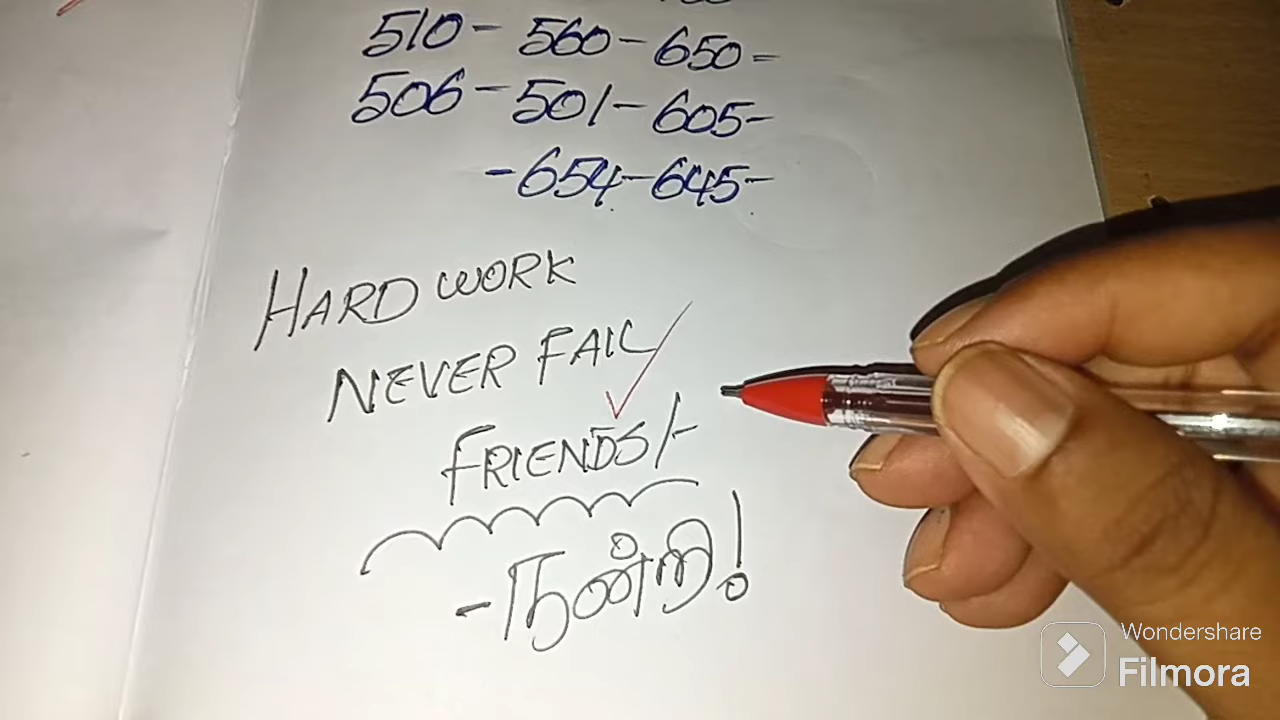 510- 560- 650=
506- 501- 605-
-654- 645-
HARD WORK
NEVER FAIL
FRIENDS/-
-நன்றி!
Wondershare
Filmora